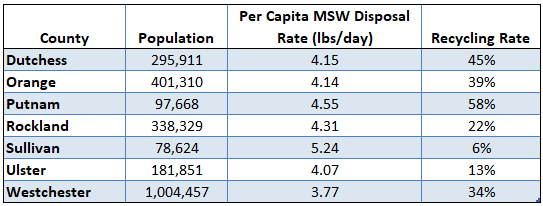 County Population Per Capita MSW Disposal Rate (lbs/day) Recycling Rate
Dutchess 295,911 4.15 45%
Orange 401,310 4.14 39%
Putnam 97,668 4.55 58%
Rockland 338,329 4.31 22%
Sullivan 78,624 5.24 6%
Ulster 181,851 4.07 13%
Westchester 1,004,457 3.77 34%